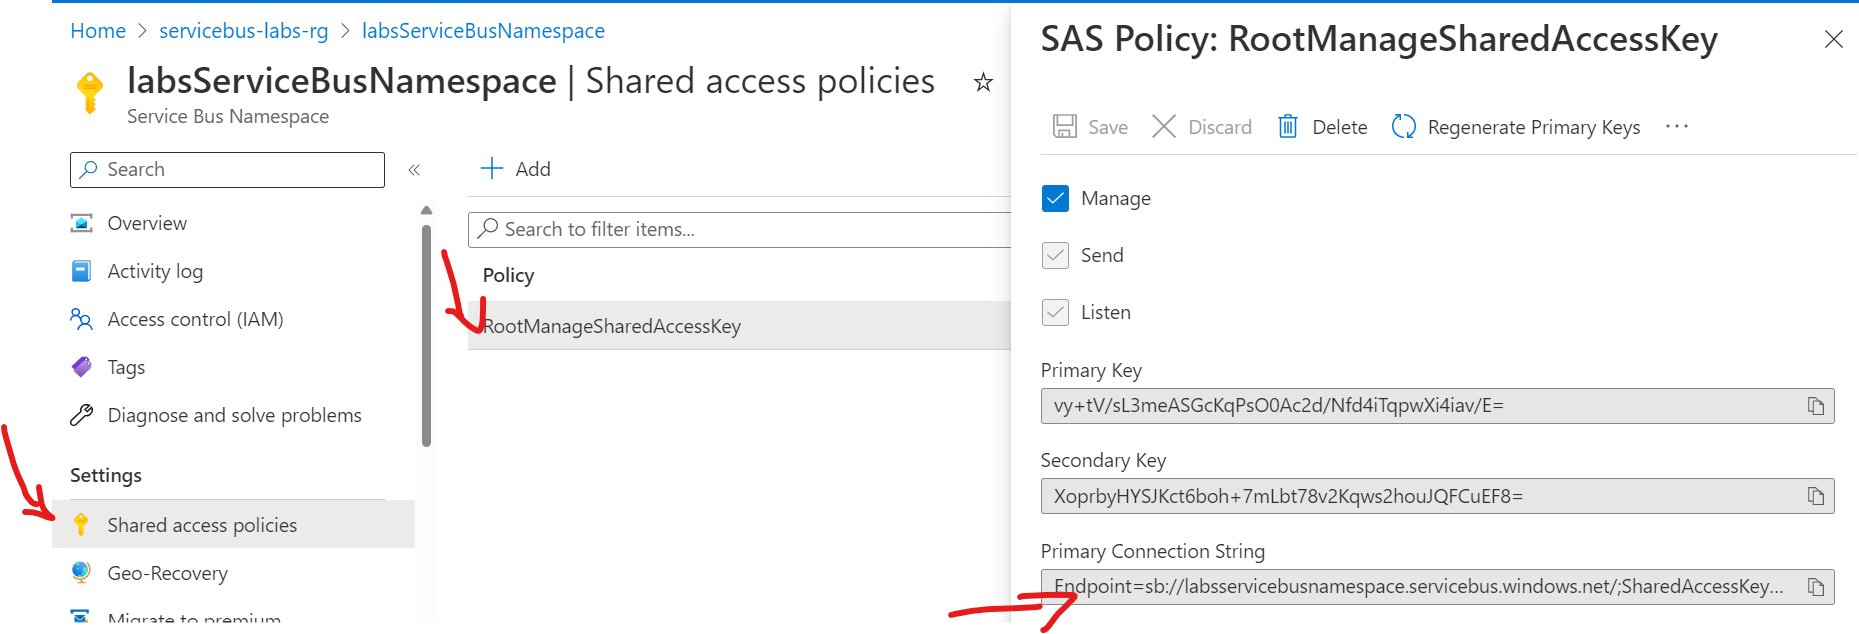 Home > servicebus-labs-rg > labsServiceBusNamespace
labsServiceBusNamespace | Shared access policies
Service Bus Namespace
Search
«
Overview
Activity log
Access control (IAM)
Tags
Diagnose and solve problems
Settings
Shared access policies
Geo-Recovery
Migrate to premium
Add
Search to filter items...
Policy
RootManageSharedAccessKey
SAS Policy: RootManageSharedAccessKey
Save Discard Delete Regenerate Primary Keys ...
Manage
Send
Listen
Primary Key
vy+tV/sL3meASGcKqPsO0Ac2d/Nfd4iTqpwXi4iav/E=
Secondary Key
XoprbyHYSJKct6boh+7mLbt78v2Kqws2houJQFCuEF8=
Primary Connection String
Endpoint=sb://labsservicebusnamespace.servicebus.windows.net/;SharedAccessKey...